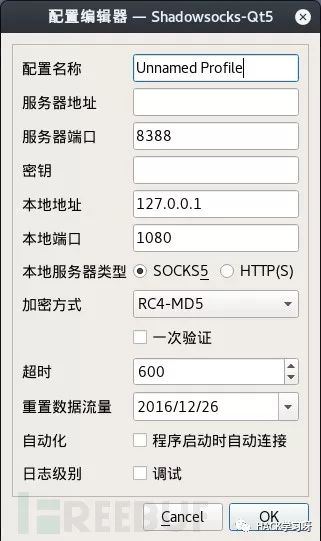 配置编辑器 — Shadowsocks-Qt5
配置名称 Unnamed Profile
服务器地址
服务器端口 8388
密钥
本地地址 127.0.0.1
本地端口 1080
本地服务器类型 SOCKS5 HTTP(S)
加密方式 RC4-MD5
一次验证
超时 600
重置数据流量 2016/12/26
自动化 程序启动时自动连接
日志级别 调试
REEBUF
Cancel OK
HACK学习呀